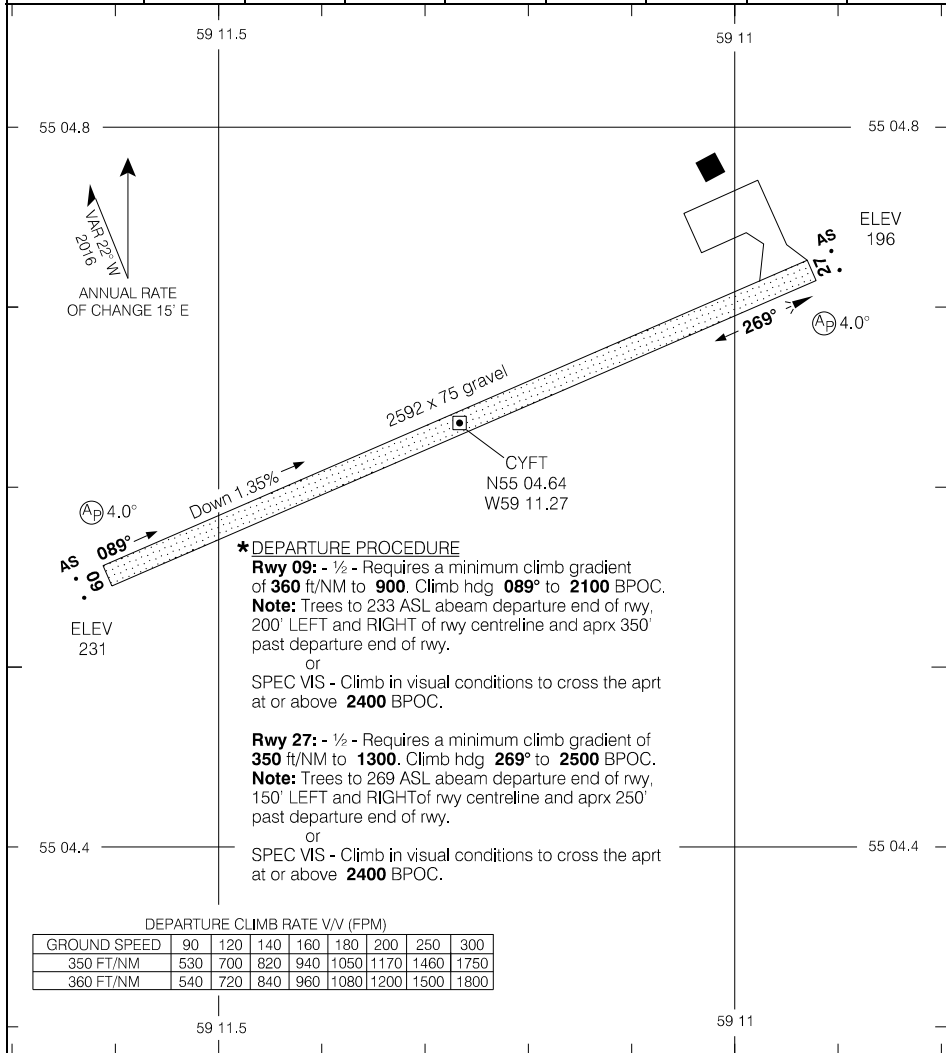 59 11.5
59 11
55 04.8
55 04.8
VAR 22° W
2016
ANNUAL RATE
OF CHANGE 15' E
ELEV
196
AS
27
269°
AP 4.0°
2592 x 75 gravel
CYFT
N55 04.64
W59 11.27
Down 1.35%
AP 4.0°
089°
AS
09
ELEV
231
* DEPARTURE PROCEDURE
Rwy 09: - ½ - Requires a minimum climb gradient
of 360 ft/NM to 900. Climb hdg 089° to 2100 BPOC.
Note: Trees to 233 ASL abeam departure end of rwy,
200' LEFT and RIGHT of rwy centreline and aprx 350'
past departure end of rwy.
or
SPEC VIS - Climb in visual conditions to cross the aprt
at or above 2400 BPOC.
Rwy 27: - ½ - Requires a minimum climb gradient of
350 ft/NM to 1300. Climb hdg 269° to 2500 BPOC.
Note: Trees to 269 ASL abeam departure end of rwy,
150' LEFT and RIGHTof rwy centreline and aprx 250'
past departure end of rwy.
or
SPEC VIS - Climb in visual conditions to cross the aprt
at or above 2400 BPOC.
55 04.4
55 04.4
DEPARTURE CLIMB RATE V/V (FPM)
GROUND SPEED 90 120 140 160 180 200 250 300
350 FT/NM 530 700 820 940 1050 1170 1460 1750
360 FT/NM 540 720 840 960 1080 1200 1500 1800
59 11.5
59 11